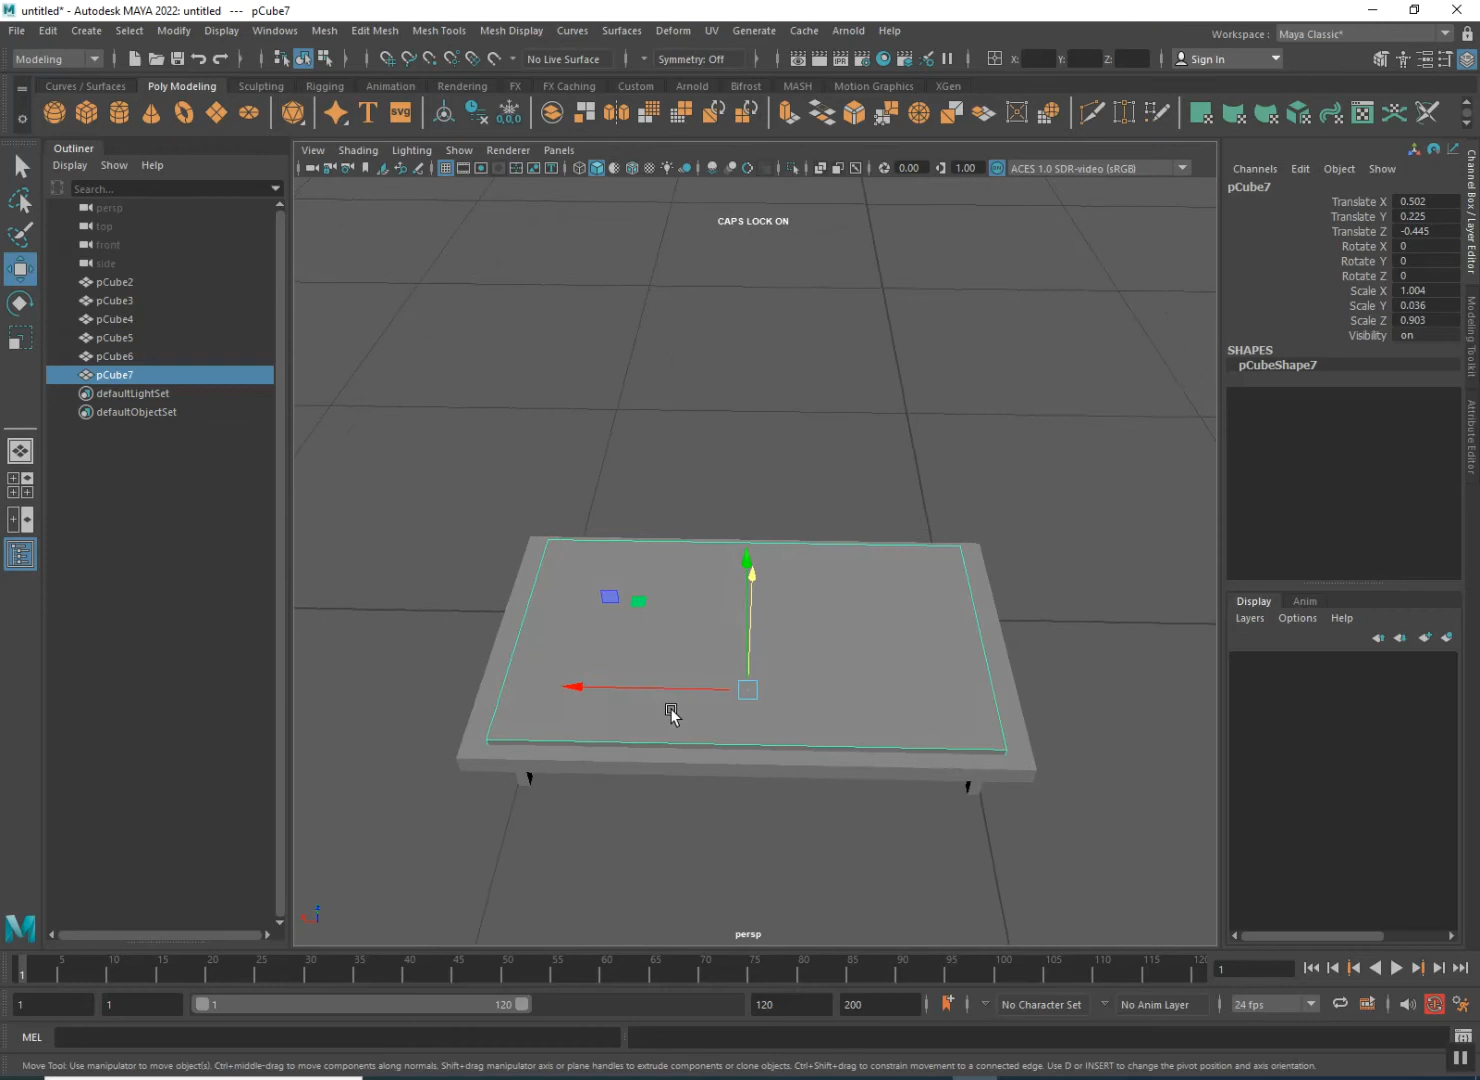 untitled* - Autodesk MAYA 2022: untitled --- pCube7
File Edit Create Select Modify Display Windows Mesh Edit Mesh Mesh Tools Mesh Display Curves Surfaces Deform UV Generate Cache Arnold Help
Workspace : Maya Classic*
Modeling No Live Surface Symmetry: Off X: Y: Z: Sign In
Curves / Surfaces Poly Modeling Sculpting Rigging Animation Rendering FX FX Caching Custom Arnold Bifrost MASH Motion Graphics XGen
Outliner
Display Show Help
Search...
persp
top
front
side
pCube2
pCube3
pCube4
pCube5
pCube6
pCube7
defaultLightSet
defaultObjectSet
View Shading Lighting Show Renderer Panels
0.00 1.00 ACES 1.0 SDR-video (sRGB)
CAPS LOCK ON
persp
Channels Edit Object Show
pCube7
Translate X 0.502
Translate Y 0.225
Translate Z -0.445
Rotate X 0
Rotate Y 0
Rotate Z 0
Scale X 1.004
Scale Y 0.036
Scale Z 0.903
Visibility on
SHAPES
pCubeShape7
Display Anim
Layers Options Help
Channel Box / Layer Editor
Modeling Toolkit
Attribute Editor
1 5 10 15 20 25 30 35 40 45 50 55 60 65 70 75 80 85 90 95 100 105 110 115 1
1 1 1 120 120 200 No Character Set No Anim Layer 24 fps
MEL
Move Tool: Use manipulator to move object(s). Ctrl+middle-drag to move components along normals. Shift+drag manipulator axis or plane handles to extrude components or clone objects. Ctrl+Shift+drag to constrain movement to a connected edge. Use D or INSERT to change the pivot position and axis orientation.